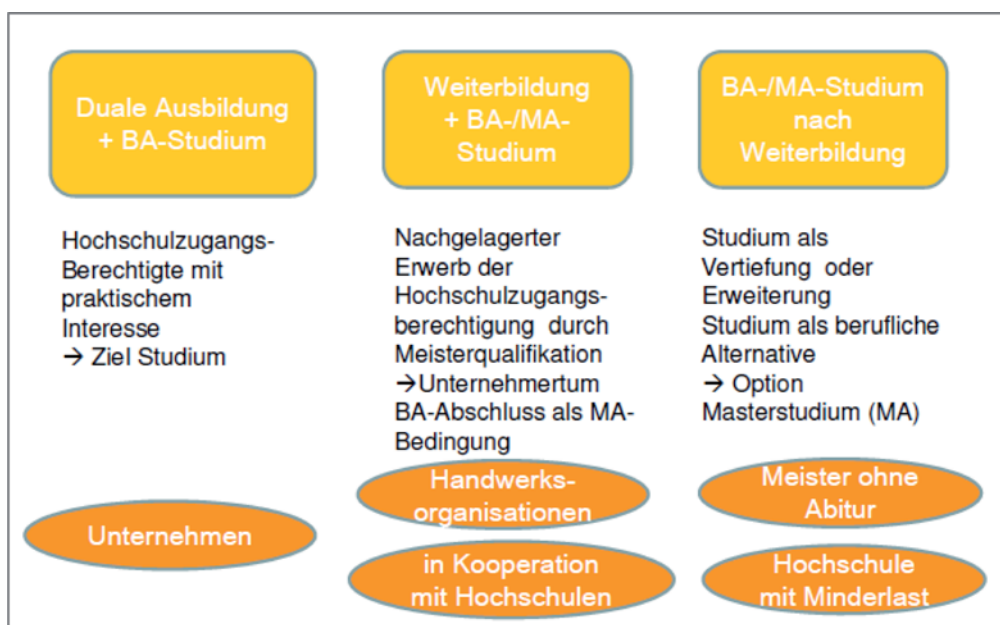 Duale Ausbildung
+ BA-Studium
Hochschulzugangs-
Berechtigte mit
praktischem
Interesse
→ Ziel Studium
Unternehmen
Weiterbildung
+ BA-/MA-
Studium
Nachgelagerter
Erwerb der
Hochschulzugangs-
berechtigung durch
Meisterqualifikation
→Unternehmertum
BA-Abschluss als MA-
Bedingung
Handwerks-
organisationen
in Kooperation
mit Hochschulen
BA-/MA-Studium
nach
Weiterbildung
Studium als
Vertiefung oder
Erweiterung
Studium als berufliche
Alternative
→ Option
Masterstudium (MA)
Meister ohne
Abitur
Hochschule
mit Minderlast